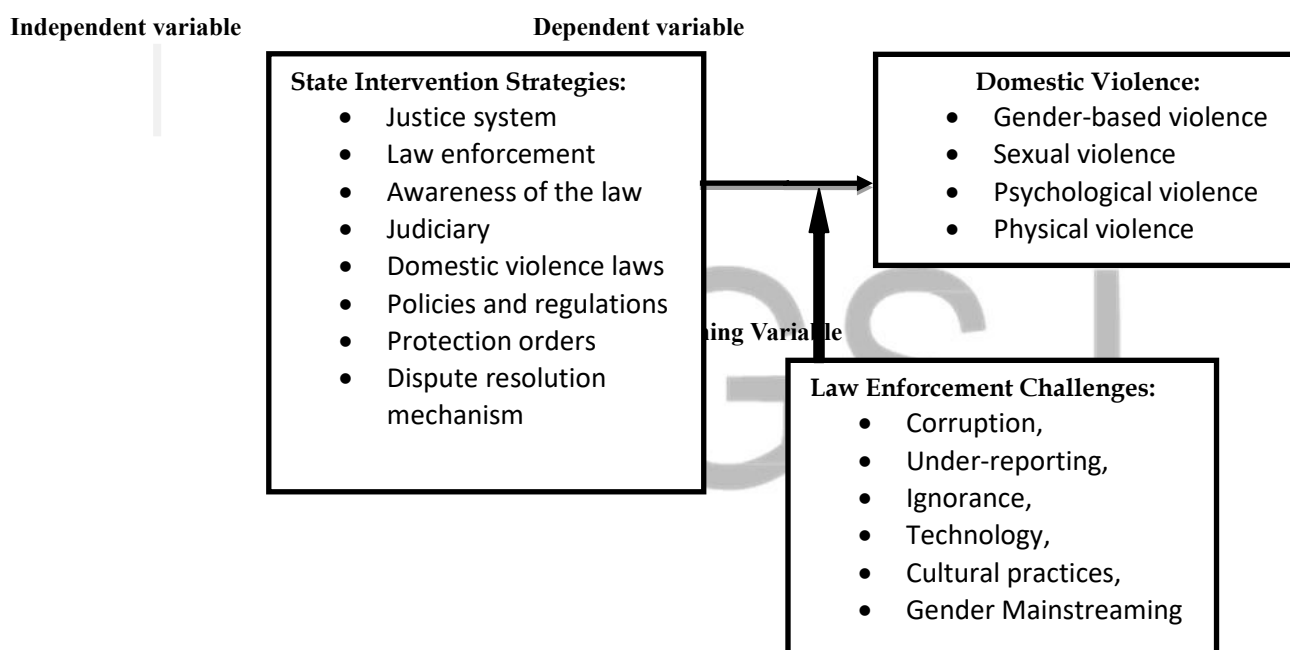 Independent variable
Dependent variable
State Intervention Strategies:
• Justice system
• Law enforcement
• Awareness of the law
• Judiciary
• Domestic violence laws
• Policies and regulations
• Protection orders
• Dispute resolution
mechanism
Domestic Violence:
• Gender-based violence
• Sexual violence
• Psychological violence
• Physical violence
Variable
Law Enforcement Challenges:
• Corruption,
• Under-reporting,
• Ignorance,
• Technology,
• Cultural practices,
• Gender Mainstreaming